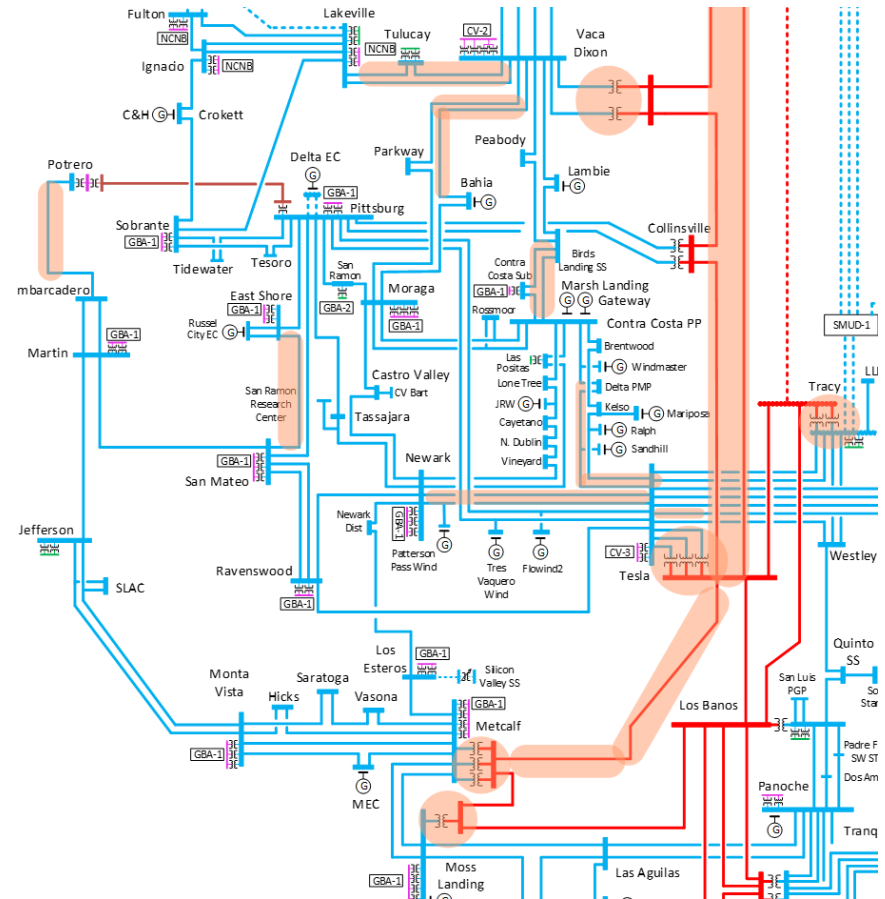 Fulton
NCNB
Lakeville
Tulucay
NCNB
CV-2
Vaca
Dixon
Ignacio
NCNB
C&H
G
Crokett
Parkway
Peabody
Delta EC
G
GBA-1
Pittsburg
Lambie
G
Bahia
G
Potrero
Sobrante
GBA-1
Tidewater
Tesoro
San
Ramon
GBA-2
Moraga
GBA-1
Collinsville
Contra
Costa Sub
GBA-1
Birds
Landing SS
Marsh Landing
Gateway
G
G
Rossmoor
Contra Costa PP
mbarcadero
East Shore
GBA-1
Russel
City EC
G
SMUD-1
Martin
GBA-1
Brentwood
Las
Positas
G
Windmaster
Lone Tree
Delta PMP
JRW
G
Kelso
G
Mariposa
Cayetano
G
Ralph
N. Dublin
G
Sandhill
Vineyard
Castro Valley
CV Bart
Tracy
San Ramon
Research
Center
Tassajara
GBA-1
San Mateo
Newark
Newark
Dist
GBA-1
Patterson
Pass Wind
G
G
Tres
Vaquero
Wind
G
Flowind2
CV-3
Tesla
Westley
Jefferson
SLAC
Ravenswood
GBA-1
Los
Esteros
GBA-1
Silicon
Valley SS
Quinto
SS
San Luis
PGP
Monta
Vista
Saratoga
Hicks
Vasona
GBA-1
Metcalf
Los Banos
GBA-1
G
MEC
Padre F
SW ST
Dos Am
Panoche
G
Tranq
Moss
Landing
GBA-1
Las Aguilas